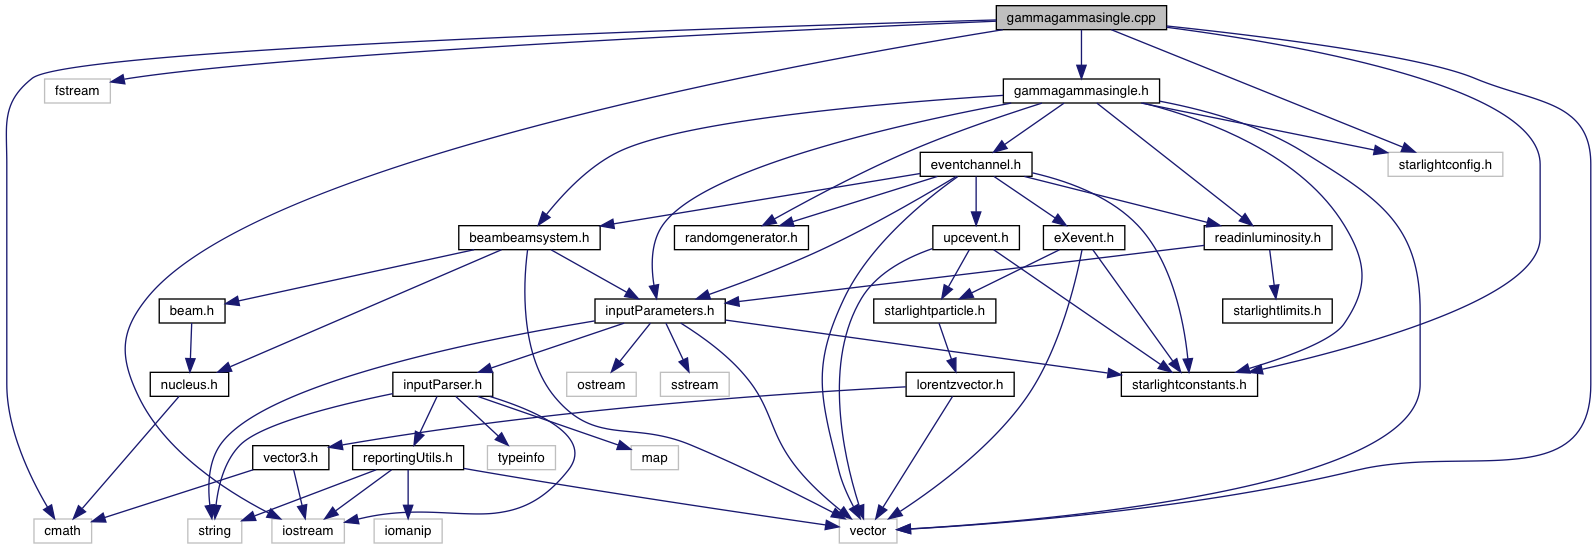 gammagammasingle.cpp
fstream
gammagammasingle.h
eventchannel.h
starlightconfig.h
beambeamsystem.h
randomgenerator.h
upcevent.h
eXevent.h
readinluminosity.h
beam.h
inputParameters.h
starlightparticle.h
starlightlimits.h
nucleus.h
inputParser.h
ostream
sstream
lorentzvector.h
starlightconstants.h
vector3.h
reportingUtils.h
typeinfo
map
cmath
string
iostream
iomanip
vector